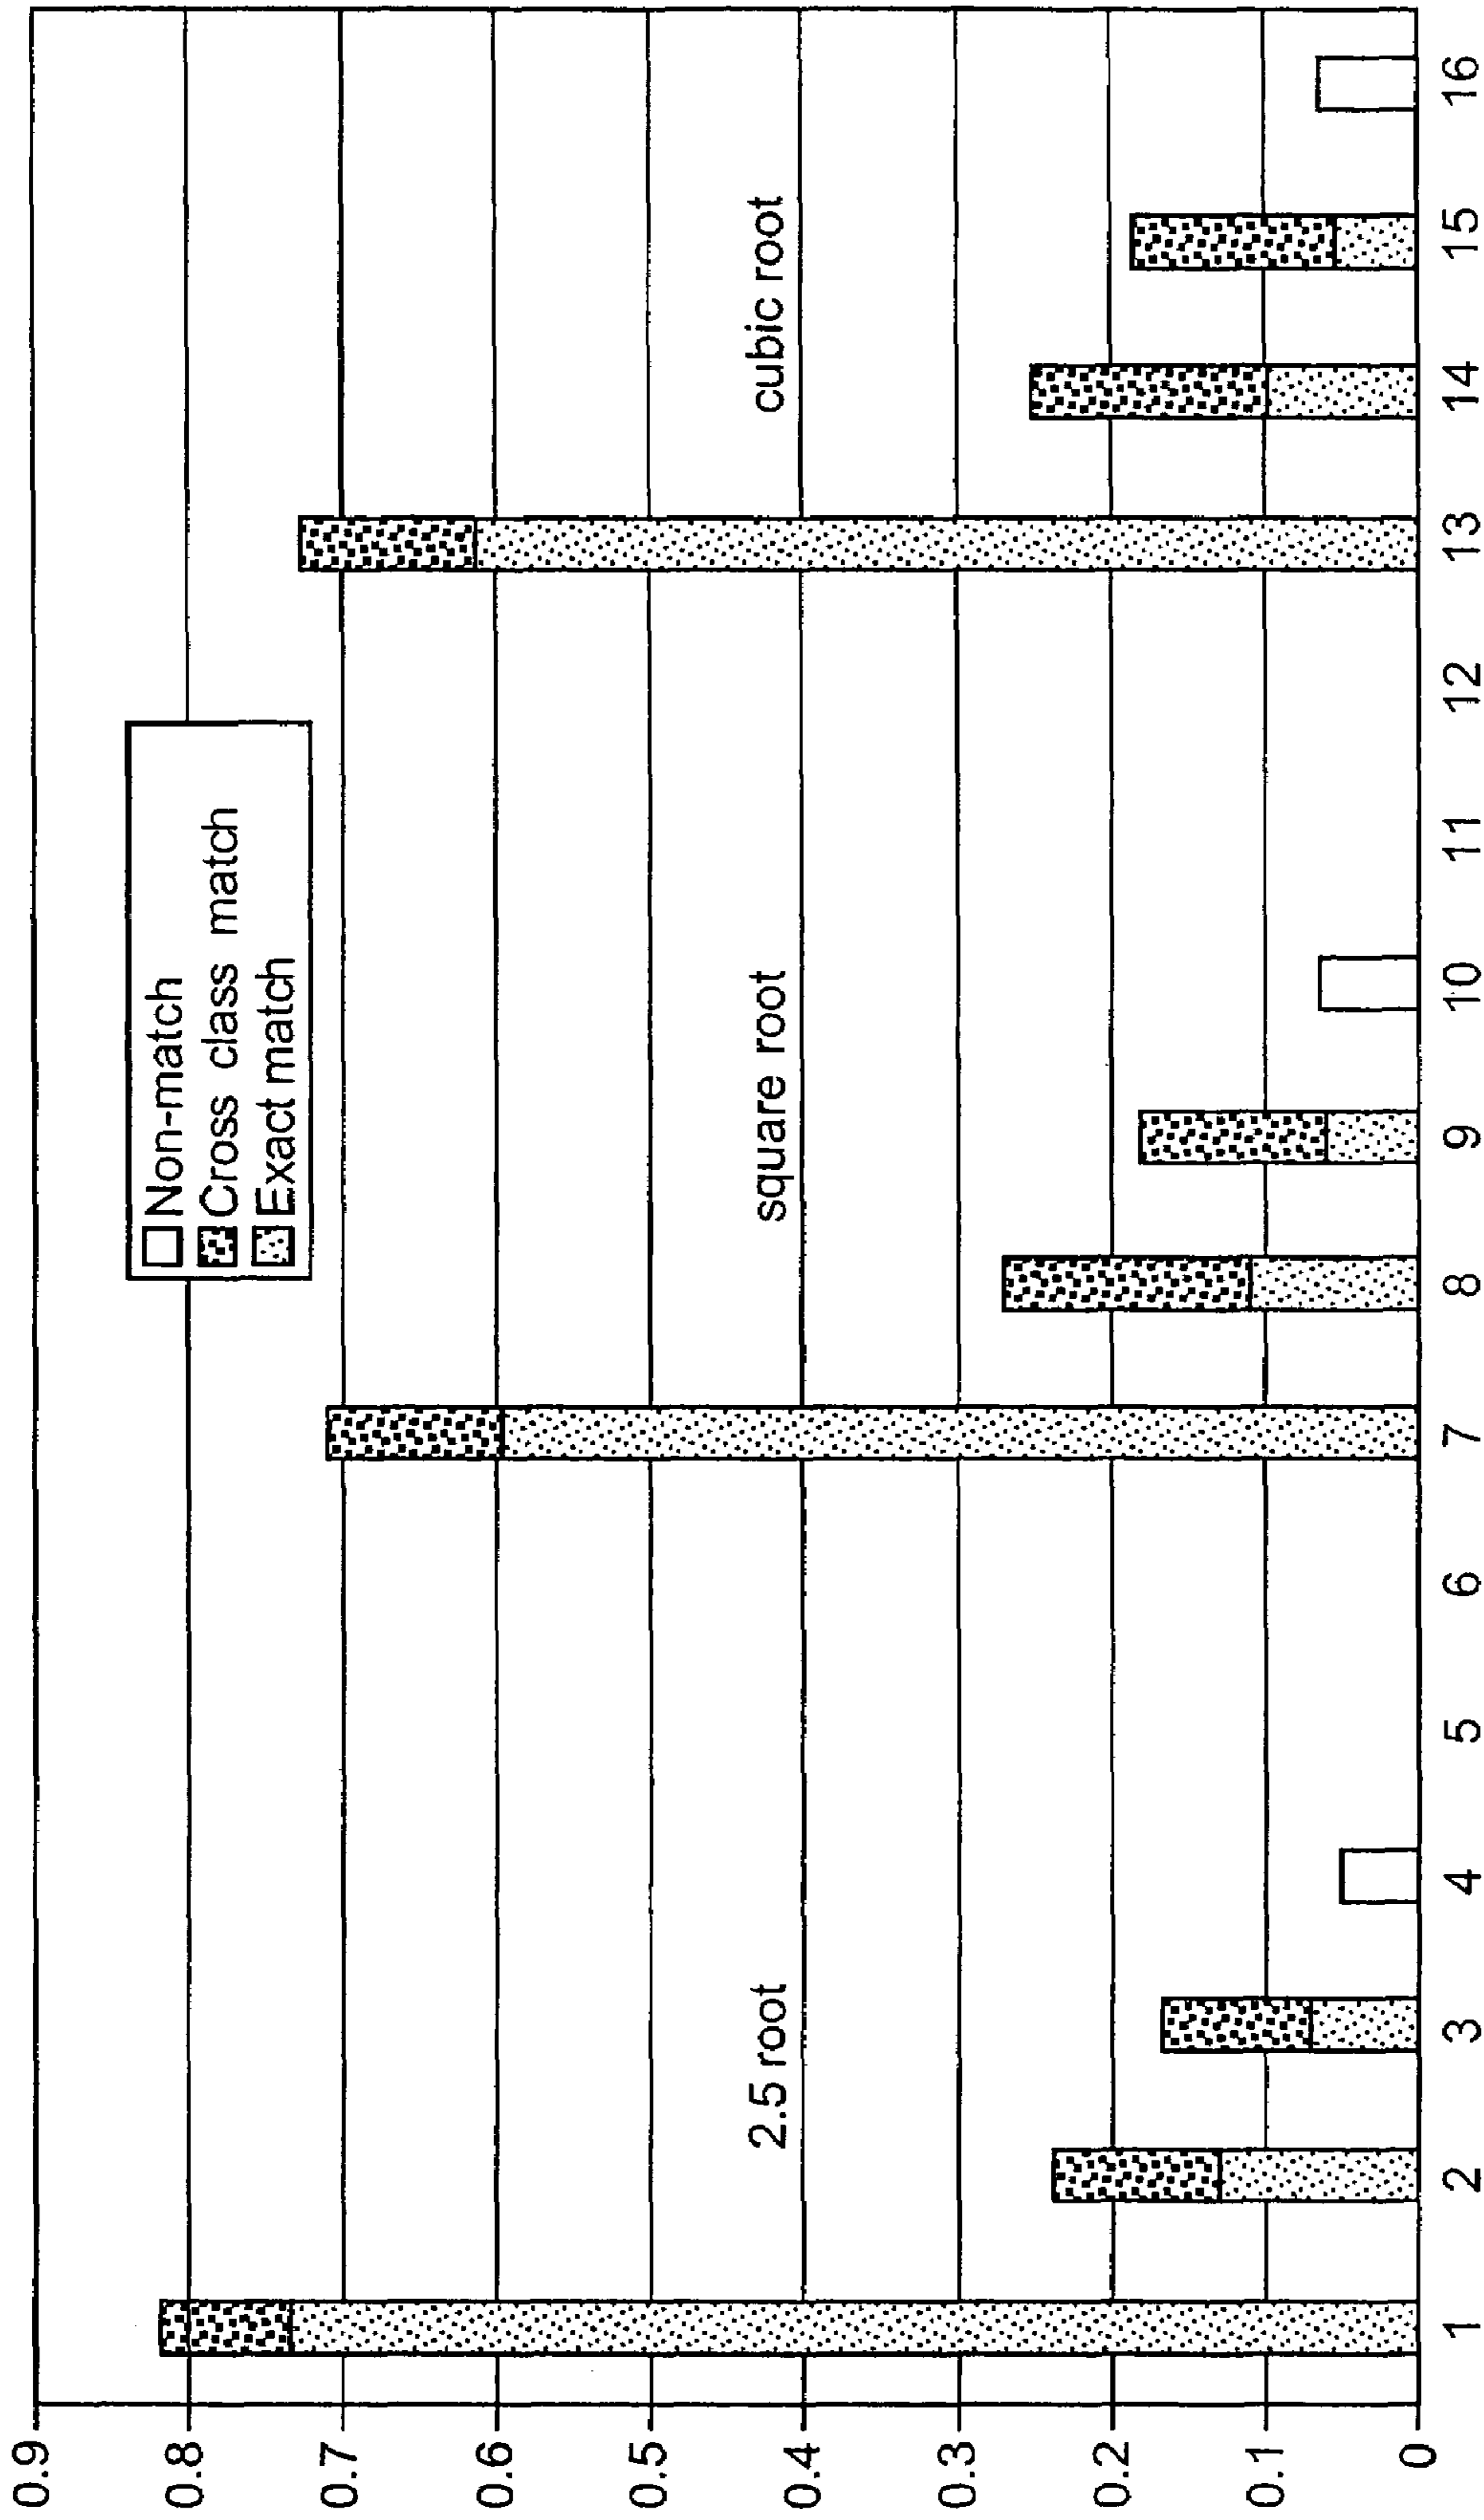 0.9
0.8
0.7
0.6
0.5
0.4
0.3
0.2
0.1
0
Non-match
Cross class match
Exact match
2.5 root
square root
cubic root
1 2 3 4 5 6 7 8 9 10 11 12 13 14 15 16